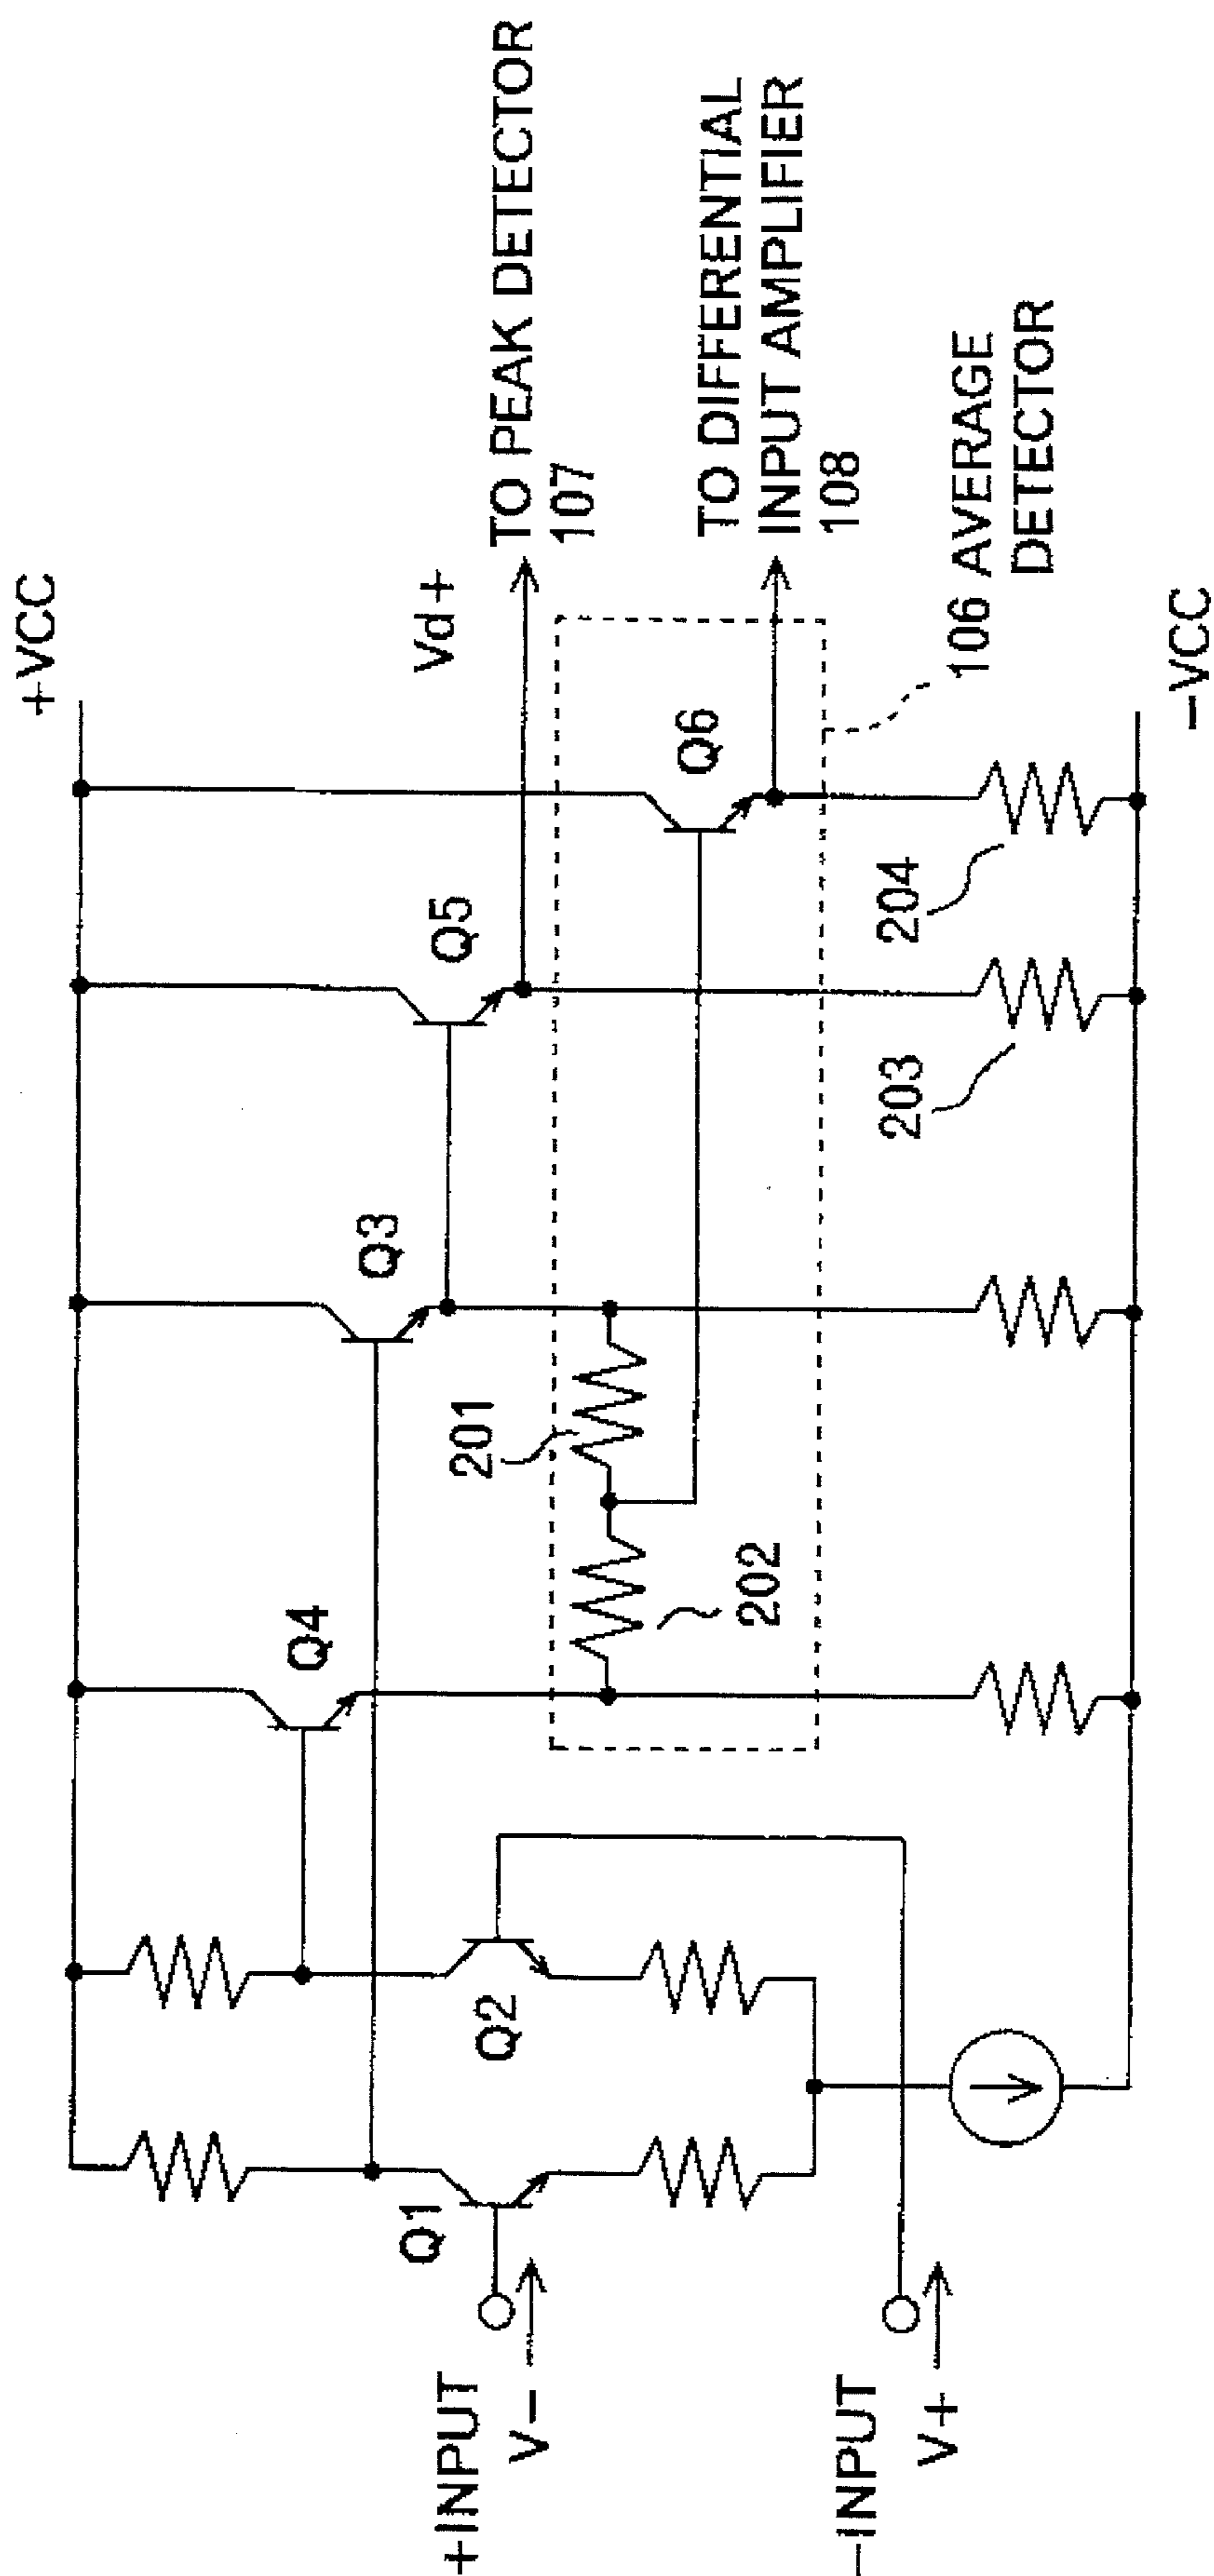 +VCC
Vd+
TO PEAK DETECTOR
107
TO DIFFERENTIAL
INPUT AMPLIFIER
108
106 AVERAGE
DETECTOR
Q4
Q3
Q5
Q6
201
202
203
204
Q1
Q2
+INPUT
V−
−INPUT
V+
−VCC